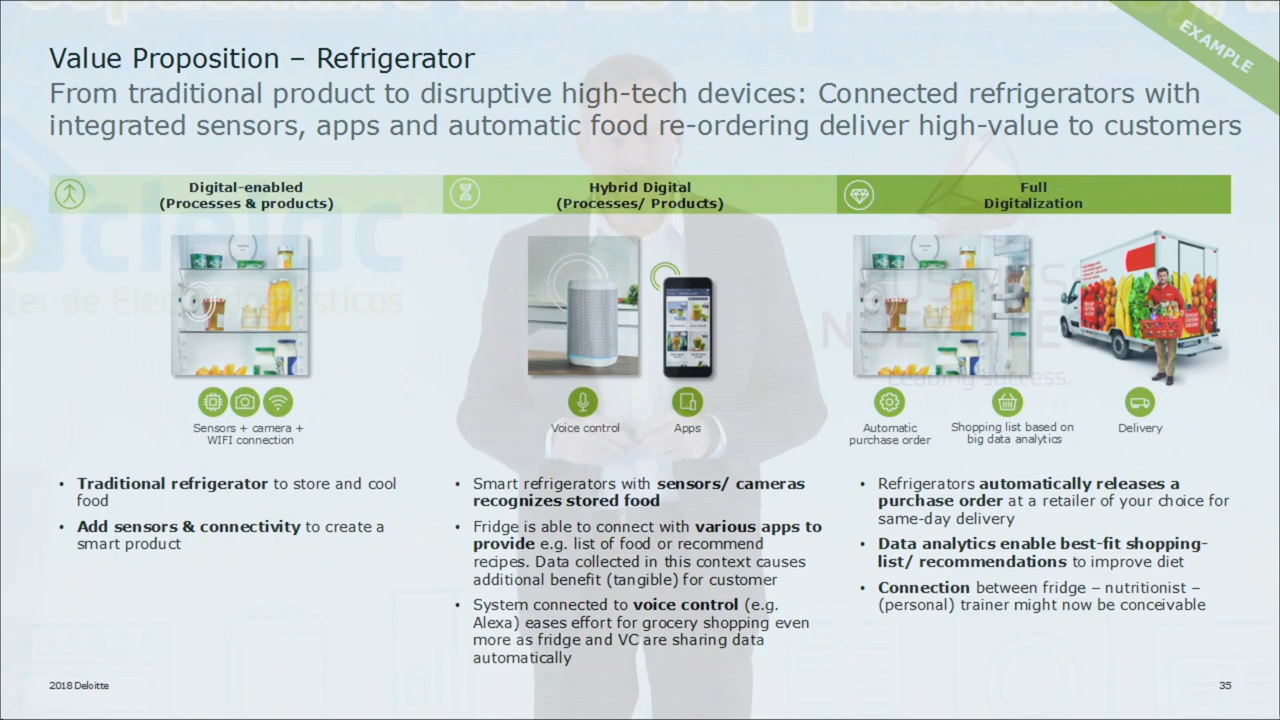 EXAMPLE
Value Proposition – Refrigerator
From traditional product to disruptive high-tech devices: Connected refrigerators with
integrated sensors, apps and automatic food re-ordering deliver high-value to customers
Digital-enabled
(Processes & products)
Hybrid Digital
(Processes/ Products)
Full
Digitalization
Sensors + camera +
WIFI connection
Voice control
Apps
Automatic
purchase order
Shopping list based on
big data analytics
Delivery
• Traditional refrigerator to store and cool
food
• Add sensors & connectivity to create a
smart product
• Smart refrigerators with sensors/ cameras
recognizes stored food
• Fridge is able to connect with various apps to
provide e.g. list of food or recommend
recipes. Data collected in this context causes
additional benefit (tangible) for customer
• System connected to voice control (e.g.
Alexa) eases effort for grocery shopping even
more as fridge and VC are sharing data
automatically
• Refrigerators automatically releases a
purchase order at a retailer of your choice for
same-day delivery
• Data analytics enable best-fit shopping-
list/ recommendations to improve diet
• Connection between fridge – nutritionist –
(personal) trainer might now be conceivable
Leading success.
2018 Deloitte
35